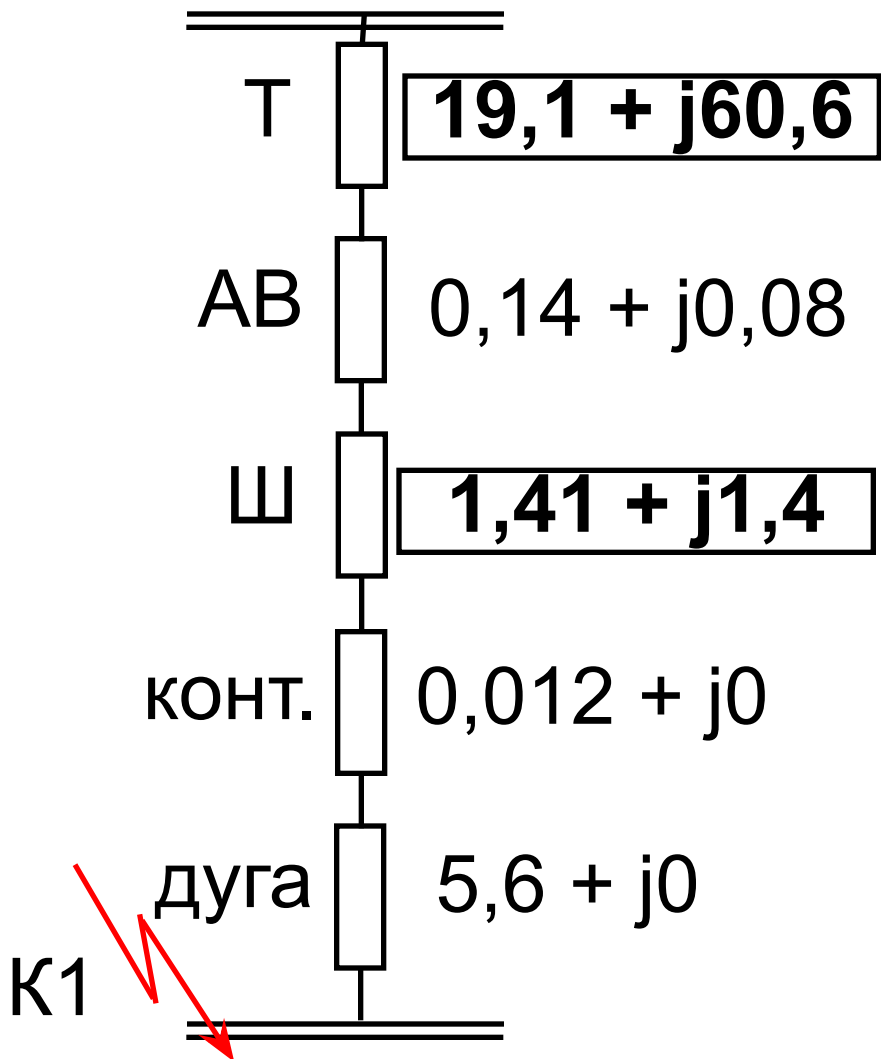 Т 19,1 + j60,6
АВ 0,14 + j0,08
Ш 1,41 + j1,4
конт. 0,012 + j0
дуга 5,6 + j0
К1